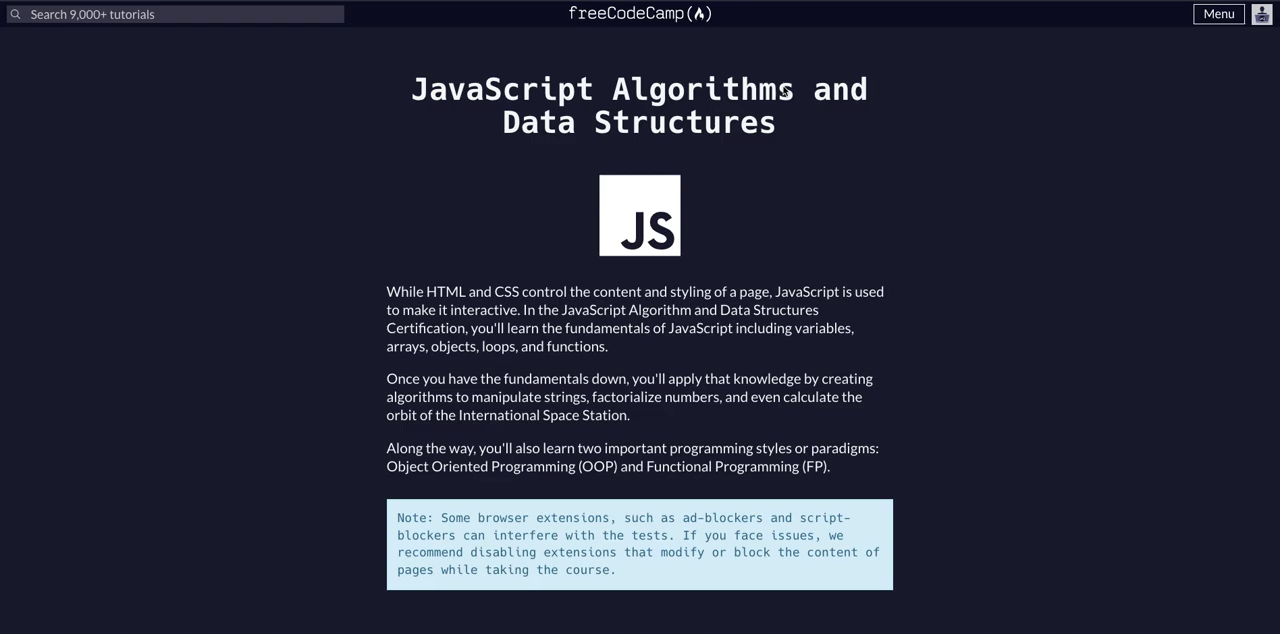 Search 9,000+ tutorials
freeCodeCamp(🔥)
Menu
JavaScript Algorithms and
Data Structures
JS
While HTML and CSS control the content and styling of a page, JavaScript is used
to make it interactive. In the JavaScript Algorithm and Data Structures
Certification, you'll learn the fundamentals of JavaScript including variables,
arrays, objects, loops, and functions.
Once you have the fundamentals down, you'll apply that knowledge by creating
algorithms to manipulate strings, factorialize numbers, and even calculate the
orbit of the International Space Station.
Along the way, you'll also learn two important programming styles or paradigms:
Object Oriented Programming (OOP) and Functional Programming (FP).
Note: Some browser extensions, such as ad-blockers and script-
blockers can interfere with the tests. If you face issues, we
recommend disabling extensions that modify or block the content of
pages while taking the course.